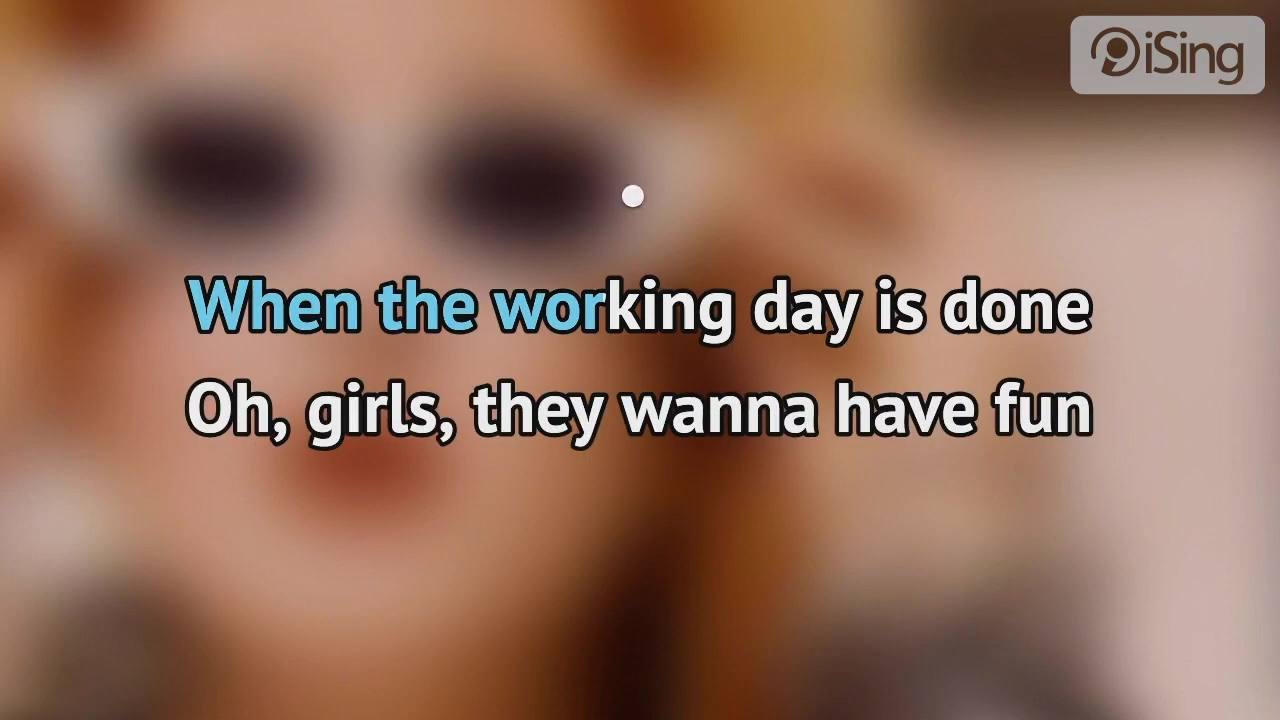 iSing
When the working day is done
Oh, girls, they wanna have fun